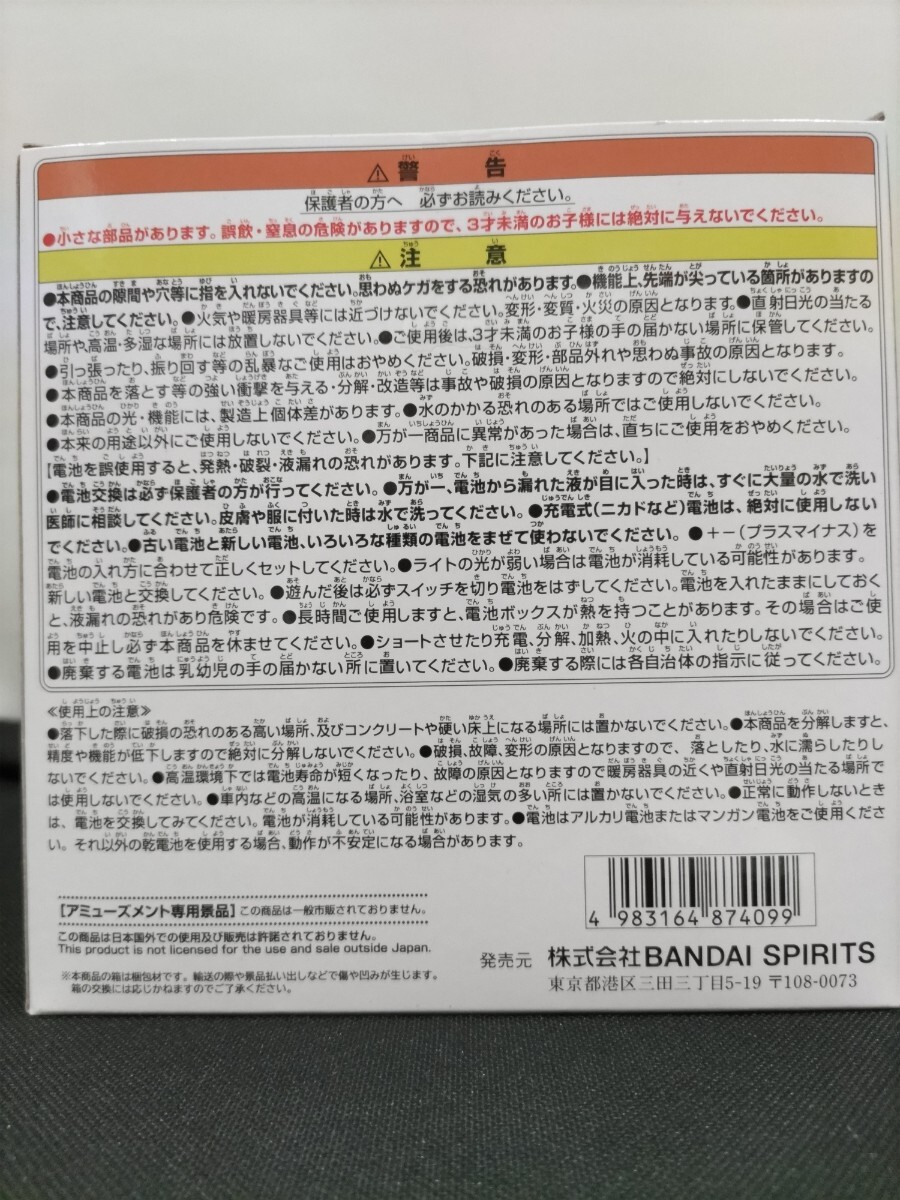 ⚠警告
保護者の方へ 必ずお読みください。
●小さな部品があります。誤飲・窒息の危険がありますので、3才未満のお子様には絶対に与えないでください。
⚠注意
●本商品の隙間や穴等に指を入れないでください。思わぬケガをする恐れがあります。●機能上、先端が尖っている箇所がありますの
で、注意してください。●火気や暖房器具等には近づけないでください。変形・変質・火災の原因となります。●直射日光の当たる
場所や、高温・多湿な場所には放置しないでください。●ご使用後は、3才未満のお子様の手の届かない場所に保管してください。
●引っ張ったり、振り回す等の乱暴なご使用はおやめください。破損・変形・部品外れや思わぬ事故の原因となります。
●本商品を落とす等の強い衝撃を与える・分解・改造等は事故や破損の原因となりますので絶対にしないでください。
●本商品の光・機能には、製造上個体差があります。●水のかかる恐れのある場所ではご使用しないでください。
●本来の用途以外にご使用しないでください。●万が一商品に異常があった場合は、直ちにご使用をおやめください。
【電池を誤使用すると、発熱・破裂・液漏れの恐れがあります。下記に注意してください。】
●電池交換は必ず保護者の方が行ってください。●万が一、電池から漏れた液が目に入った時は、すぐに大量の水で洗い
医師に相談してください。皮膚や服に付いた時は水で洗ってください。●充電式(ニカドなど)電池は、絶対に使用しない
でください。●古い電池と新しい電池、いろいろな種類の電池をまぜて使わないでください。●+-(プラスマイナス)を
電池の入れ方に合わせて正しくセットしてください。●ライトの光が弱い場合は電池が消耗している可能性があります。
新しい電池と交換してください。●遊んだ後は必ずスイッチを切り電池をはずしてください。電池を入れたままにしておく
と、液漏れの恐れがあり危険です。●長時間ご使用しますと、電池ボックスが熱を持つことがあります。その場合はご使
用を中止し必ず本商品を休ませてください。●ショートさせたり充電、分解、加熱、火の中に入れたりしないでください。
●廃棄する電池は乳幼児の手の届かない所に置いてください。●廃棄する際には各自治体の指示に従ってください。
≪使用上の注意≫
●落下した際に破損の恐れのある高い場所、及びコンクリートや硬い床上になる場所には置かないでください。●本商品を分解しますと、
精度や機能が低下しますので絶対に分解しないでください。●破損、故障、変形の原因となりますので、落としたり、水に濡らしたりし
ないでください。●高温環境下では電池寿命が短くなったり、故障の原因となりますので暖房器具の近くや直射日光の当たる場所で
は使用しないでください。●車内などの高温になる場所、浴室などの湿気の多い所には置かないでください。●正常に動作しないとき
は、電池を交換してみてください。電池が消耗している可能性があります。●電池はアルカリ電池またはマンガン電池をご使用くださ
い。それ以外の乾電池を使用する場合、動作が不安定になる場合があります。
【アミューズメント専用景品】この商品は一般市販されておりません。
この商品は日本国外での使用及び販売は許諾されておりません。
This product is not licensed for the use and sale outside Japan.
※本商品の箱は梱包材です。輸送の際や景品払い出しなどで傷や凹みが生じます。
箱の交換には応じかねますのでご了承ください。
4 983164 874099
発売元 株式会社BANDAI SPIRITS
東京都港区三田三丁目5-19 〒108-0073